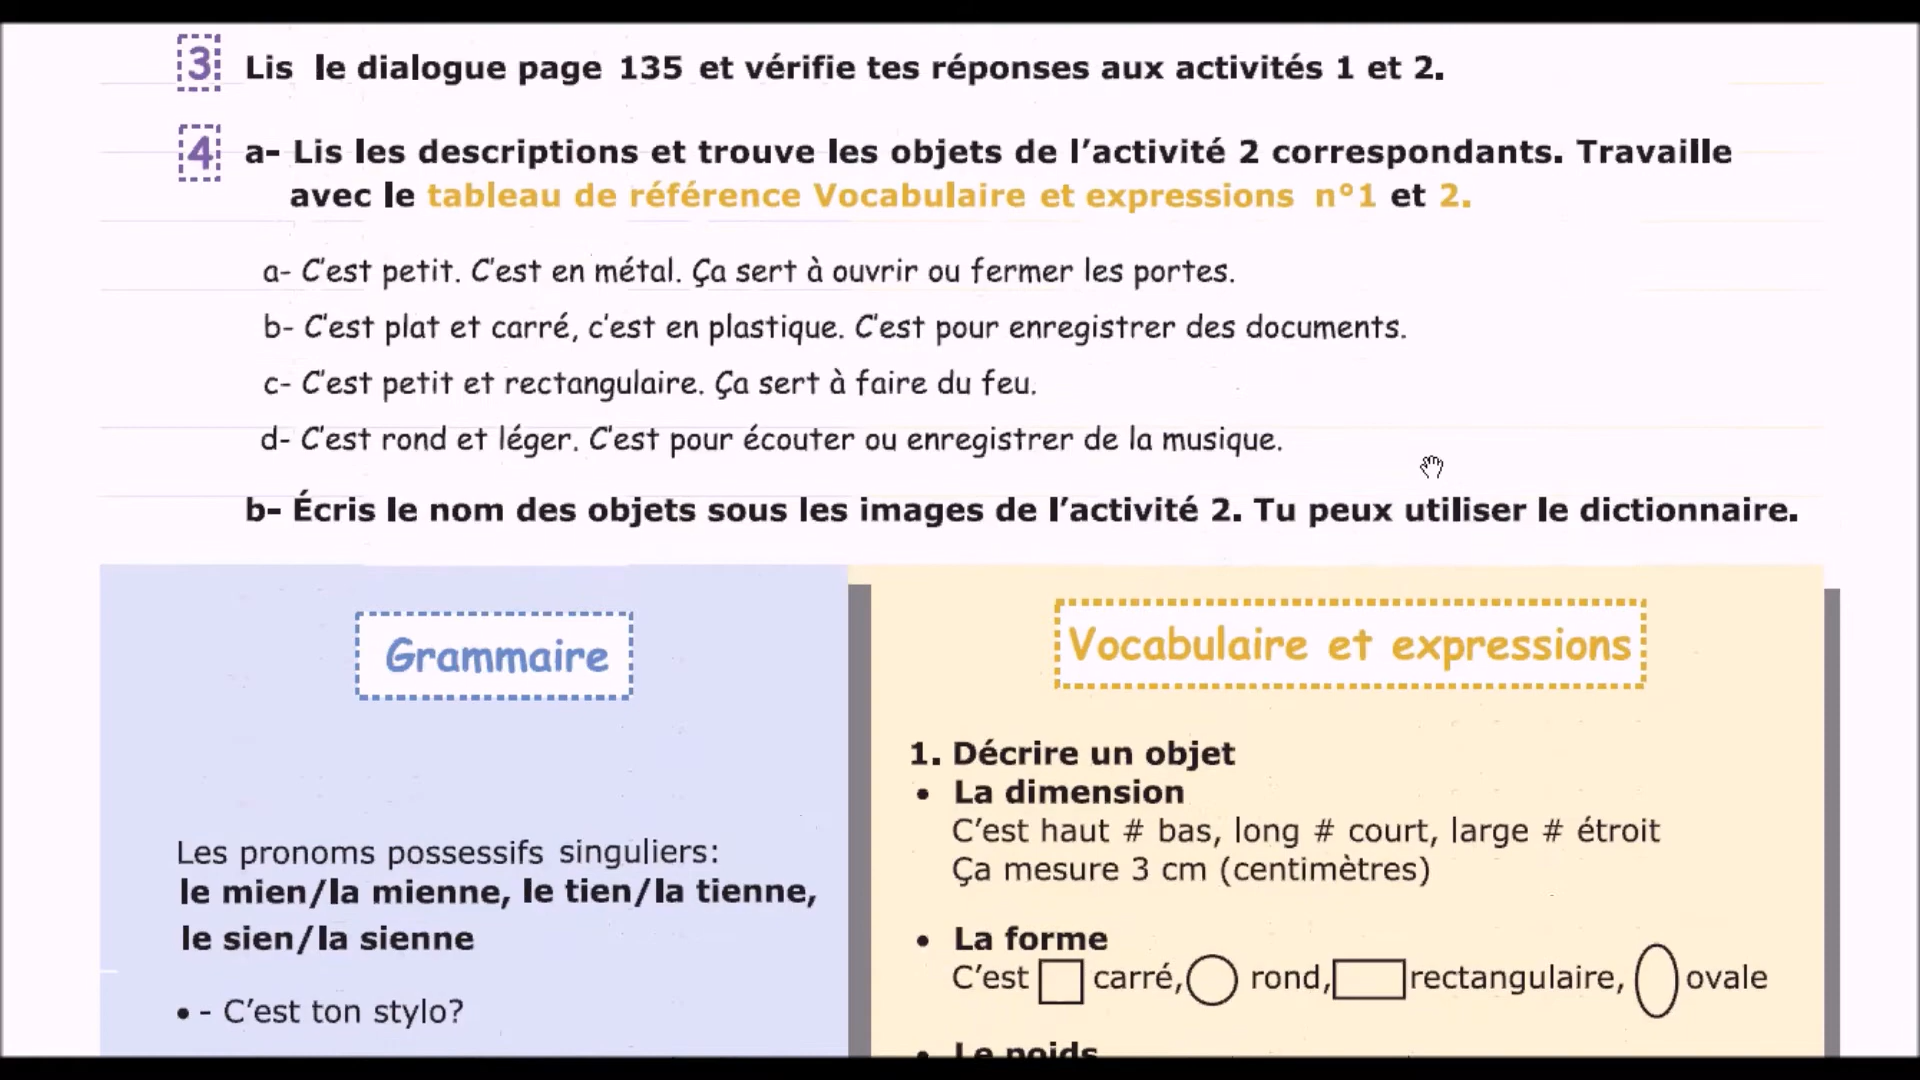 3 Lis le dialogue page 135 et vérifie tes réponses aux activités 1 et 2.
4 a- Lis les descriptions et trouve les objets de l’activité 2 correspondants. Travaille
avec le tableau de référence Vocabulaire et expressions n°1 et 2.
a- C’est petit. C’est en métal. Ça sert à ouvrir ou fermer les portes.
b- C’est plat et carré, c’est en plastique. C’est pour enregistrer des documents.
c- C’est petit et rectangulaire. Ça sert à faire du feu.
d- C’est rond et léger. C’est pour écouter ou enregistrer de la musique.
b- Écris le nom des objets sous les images de l’activité 2. Tu peux utiliser le dictionnaire.
Grammaire
Les pronoms possessifs singuliers:
le mien/la mienne, le tien/la tienne,
le sien/la sienne
• - C’est ton stylo?
Vocabulaire et expressions
1. Décrire un objet
• La dimension
C’est haut # bas, long # court, large # étroit
Ça mesure 3 cm (centimètres)
• La forme
C’est carré, rond, rectangulaire, ovale
• Le poids